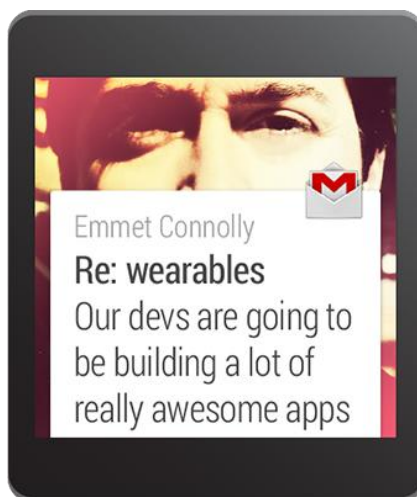 Emmet Connolly
Re: wearables
Our devs are going to
be building a lot of
really awesome apps